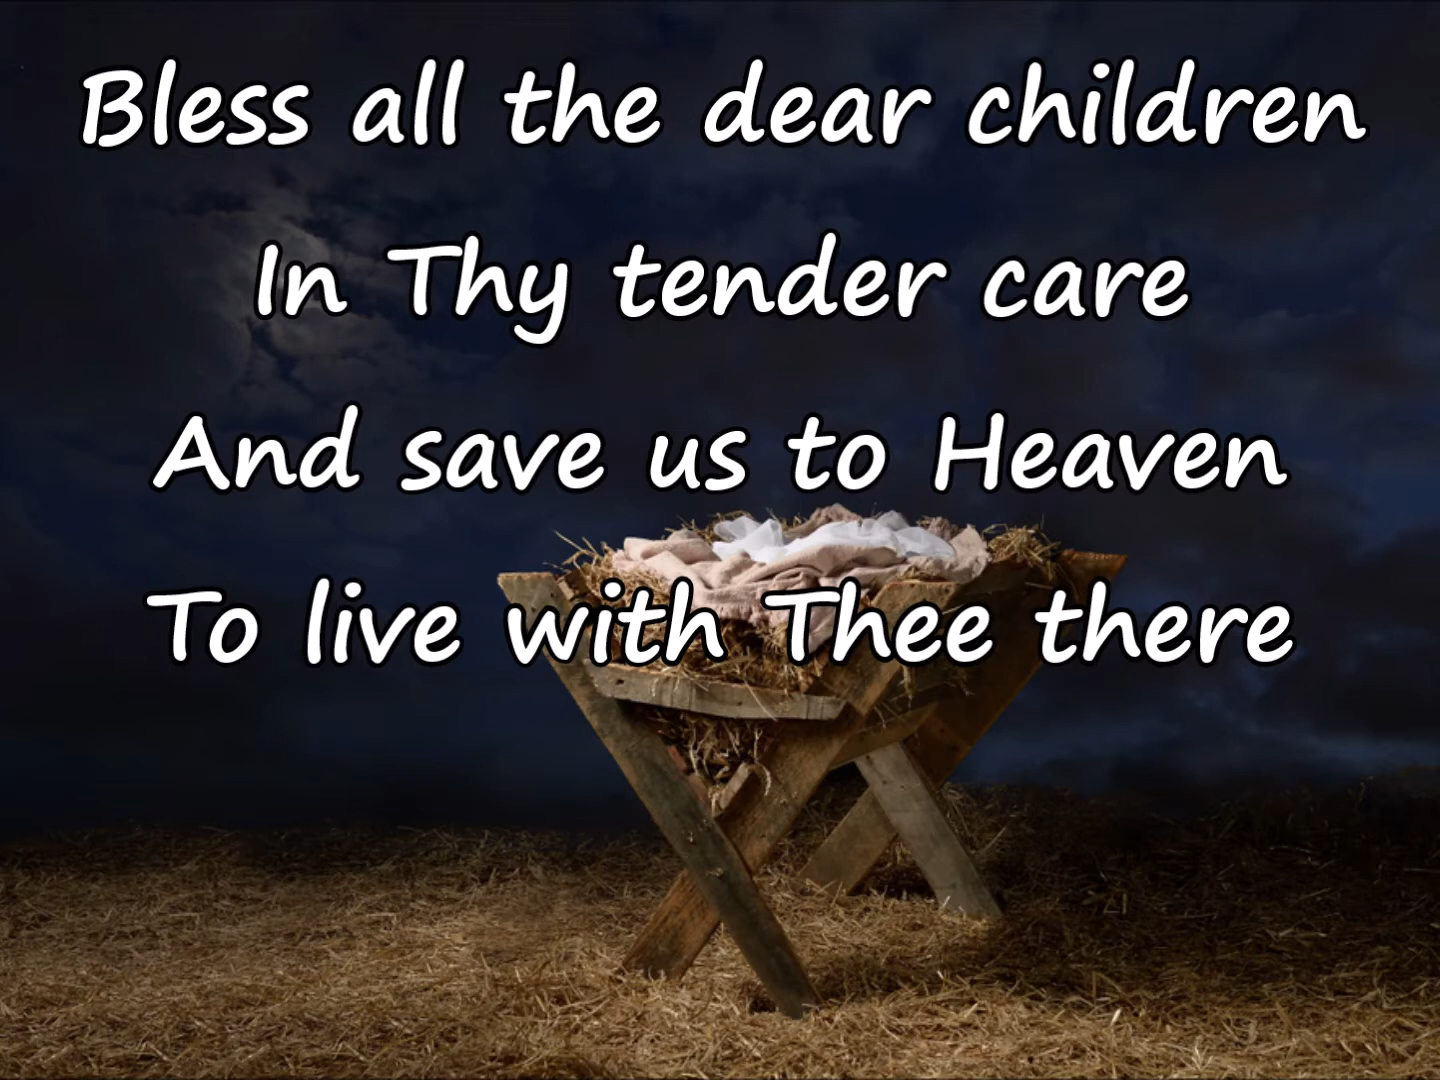 Bless all the dear children
In Thy tender care
And save us to Heaven
To live with Thee there